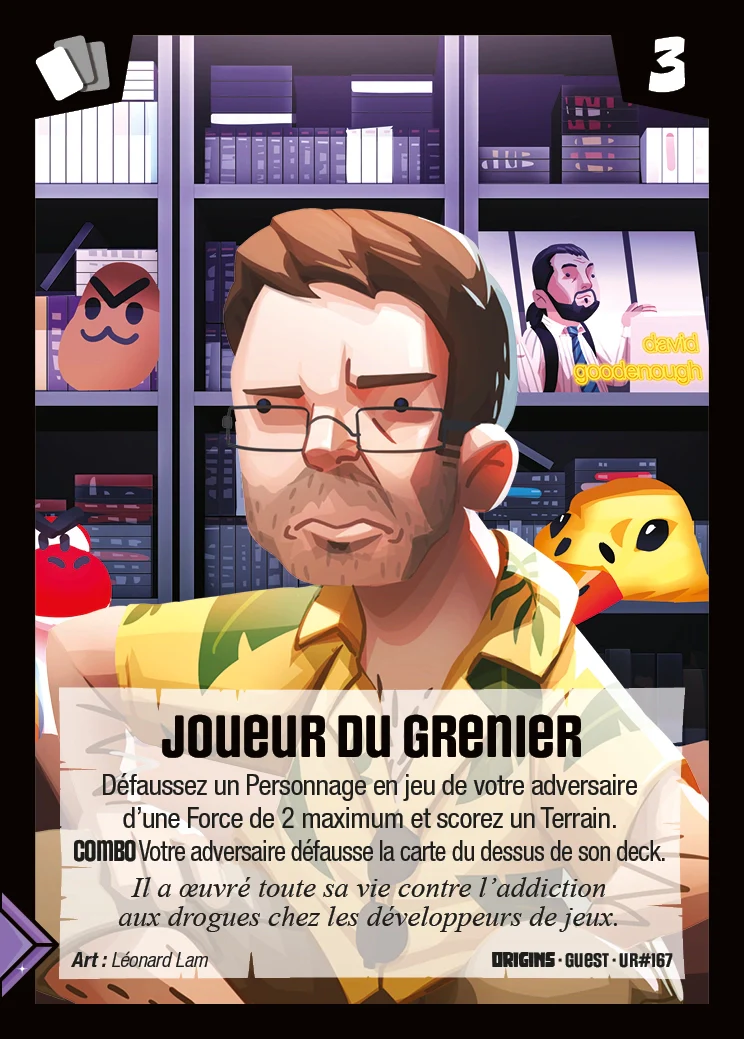 3
david
goodenough
JOUEUR DU GRENIER
Défaussez un Personnage en jeu de votre adversaire
d’une Force de 2 maximum et scorez un Terrain.
COMBO Votre adversaire défausse la carte du dessus de son deck.
Il a œuvré toute sa vie contre l’addiction
aux drogues chez les développeurs de jeux.
Art : Léonard Lam
ORIGINS · GUEST · UR#167